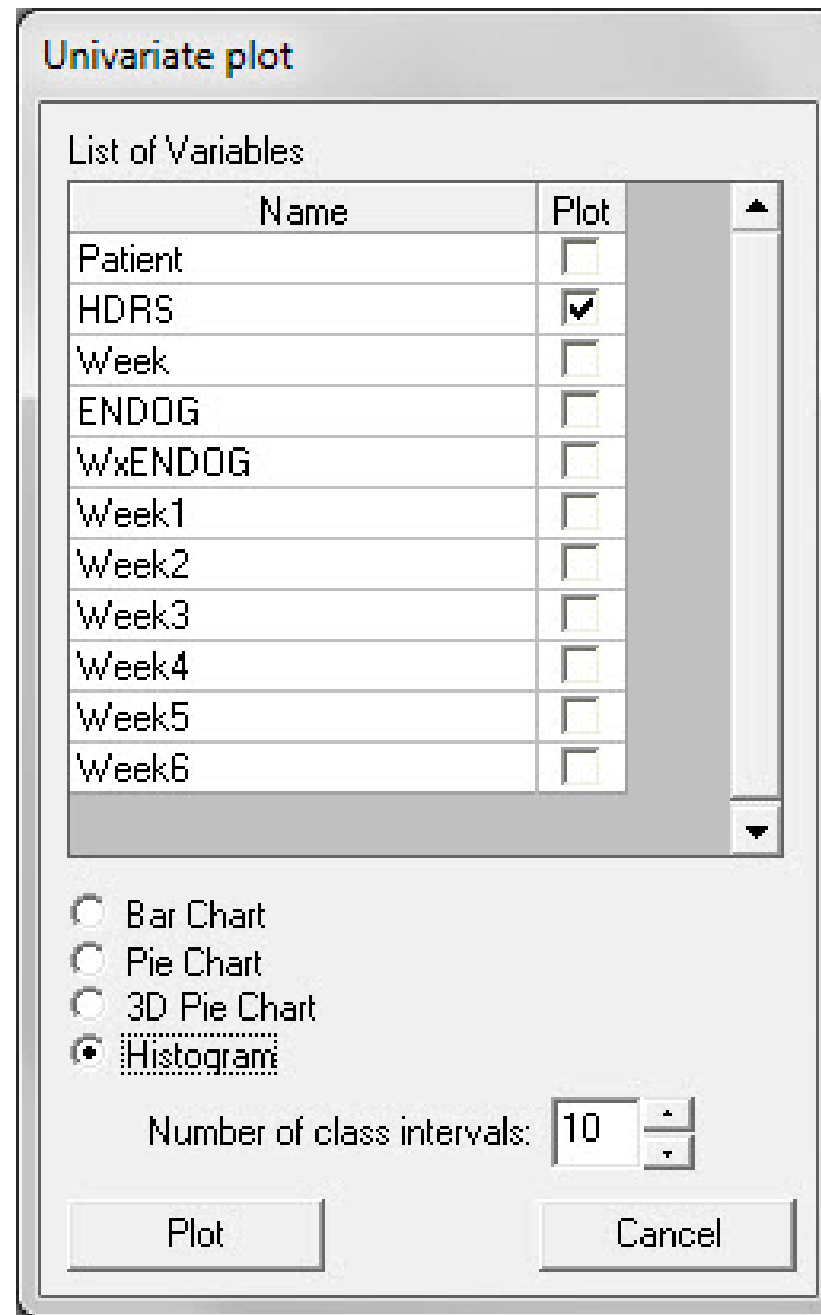 Univariate plot
List of Variables
Name Plot
Patient
HDRS
Week
ENDOG
WxENDOG
Week1
Week2
Week3
Week4
Week5
Week6
Bar Chart
Pie Chart
3D Pie Chart
Histogram
Number of class intervals: 10
Plot Cancel